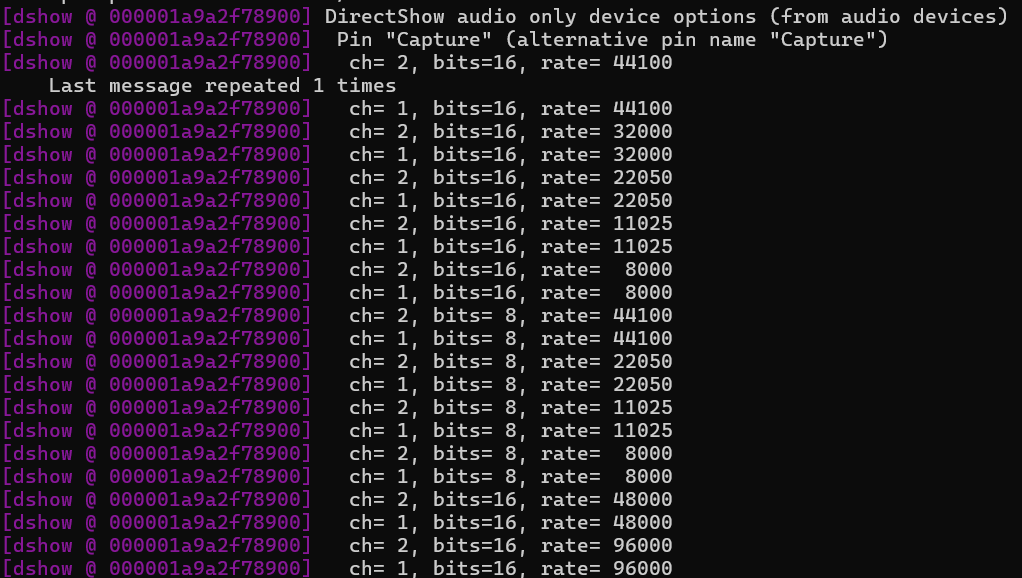 [dshow @ 000001a9a2f78900] DirectShow audio only device options (from audio devices)
[dshow @ 000001a9a2f78900]  Pin "Capture" (alternative pin name "Capture")
[dshow @ 000001a9a2f78900]   ch= 2, bits=16, rate= 44100
    Last message repeated 1 times
[dshow @ 000001a9a2f78900]   ch= 1, bits=16, rate= 44100
[dshow @ 000001a9a2f78900]   ch= 2, bits=16, rate= 32000
[dshow @ 000001a9a2f78900]   ch= 1, bits=16, rate= 32000
[dshow @ 000001a9a2f78900]   ch= 2, bits=16, rate= 22050
[dshow @ 000001a9a2f78900]   ch= 1, bits=16, rate= 22050
[dshow @ 000001a9a2f78900]   ch= 2, bits=16, rate= 11025
[dshow @ 000001a9a2f78900]   ch= 1, bits=16, rate= 11025
[dshow @ 000001a9a2f78900]   ch= 2, bits=16, rate=  8000
[dshow @ 000001a9a2f78900]   ch= 1, bits=16, rate=  8000
[dshow @ 000001a9a2f78900]   ch= 2, bits= 8, rate= 44100
[dshow @ 000001a9a2f78900]   ch= 1, bits= 8, rate= 44100
[dshow @ 000001a9a2f78900]   ch= 2, bits= 8, rate= 22050
[dshow @ 000001a9a2f78900]   ch= 1, bits= 8, rate= 22050
[dshow @ 000001a9a2f78900]   ch= 2, bits= 8, rate= 11025
[dshow @ 000001a9a2f78900]   ch= 1, bits= 8, rate= 11025
[dshow @ 000001a9a2f78900]   ch= 2, bits= 8, rate=  8000
[dshow @ 000001a9a2f78900]   ch= 1, bits= 8, rate=  8000
[dshow @ 000001a9a2f78900]   ch= 2, bits=16, rate= 48000
[dshow @ 000001a9a2f78900]   ch= 1, bits=16, rate= 48000
[dshow @ 000001a9a2f78900]   ch= 2, bits=16, rate= 96000
[dshow @ 000001a9a2f78900]   ch= 1, bits=16, rate= 96000